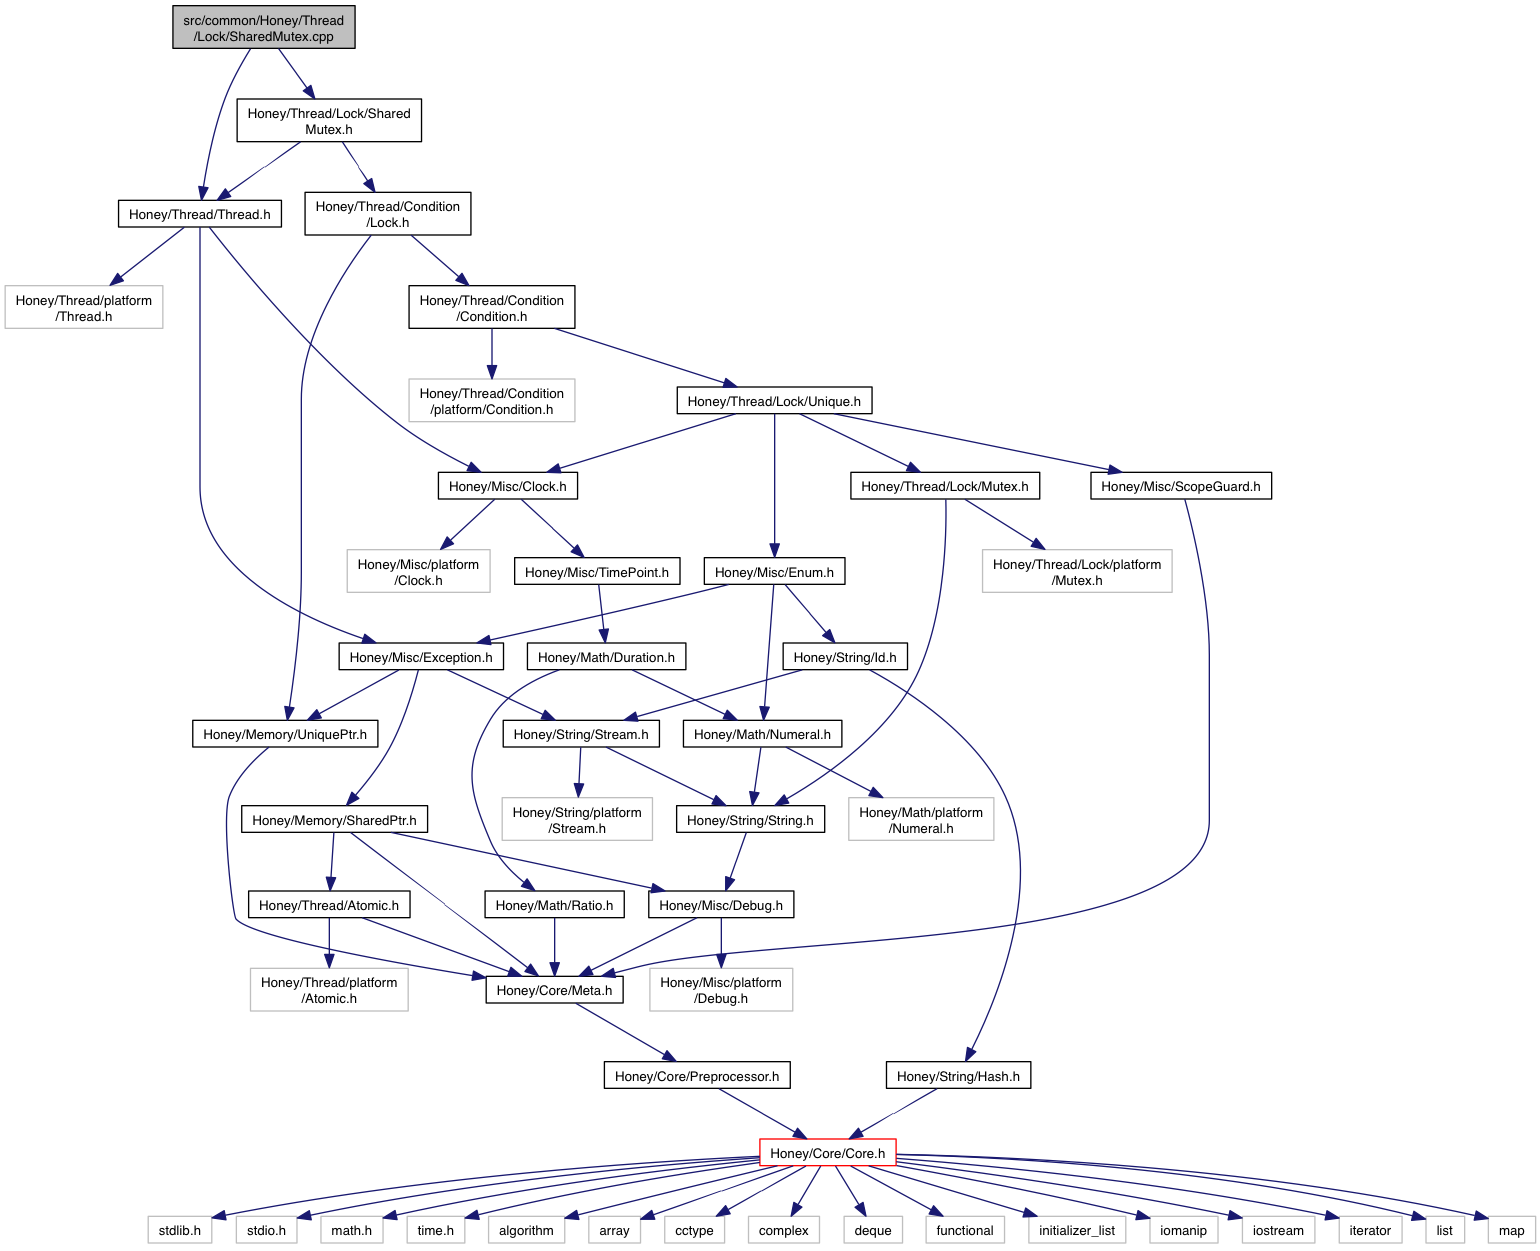 src/common/Honey/Thread
/Lock/SharedMutex.cpp
Honey/Thread/Lock/Shared
Mutex.h
Honey/Thread/Thread.h
Honey/Thread/Condition
/Lock.h
Honey/Thread/platform
/Thread.h
Honey/Thread/Condition
/Condition.h
Honey/Thread/Condition
/platform/Condition.h
Honey/Thread/Lock/Unique.h
Honey/Misc/Clock.h
Honey/Thread/Lock/Mutex.h
Honey/Misc/ScopeGuard.h
Honey/Misc/platform
/Clock.h
Honey/Misc/TimePoint.h
Honey/Misc/Enum.h
Honey/Thread/Lock/platform
/Mutex.h
Honey/Misc/Exception.h
Honey/Math/Duration.h
Honey/String/Id.h
Honey/Memory/UniquePtr.h
Honey/String/Stream.h
Honey/Math/Numeral.h
Honey/Memory/SharedPtr.h
Honey/String/platform
/Stream.h
Honey/String/String.h
Honey/Math/platform
/Numeral.h
Honey/Thread/Atomic.h
Honey/Math/Ratio.h
Honey/Misc/Debug.h
Honey/Thread/platform
/Atomic.h
Honey/Core/Meta.h
Honey/Misc/platform
/Debug.h
Honey/Core/Preprocessor.h
Honey/String/Hash.h
Honey/Core/Core.h
stdlib.h
stdio.h
math.h
time.h
algorithm
array
cctype
complex
deque
functional
initializer_list
iomanip
iostream
iterator
list
map